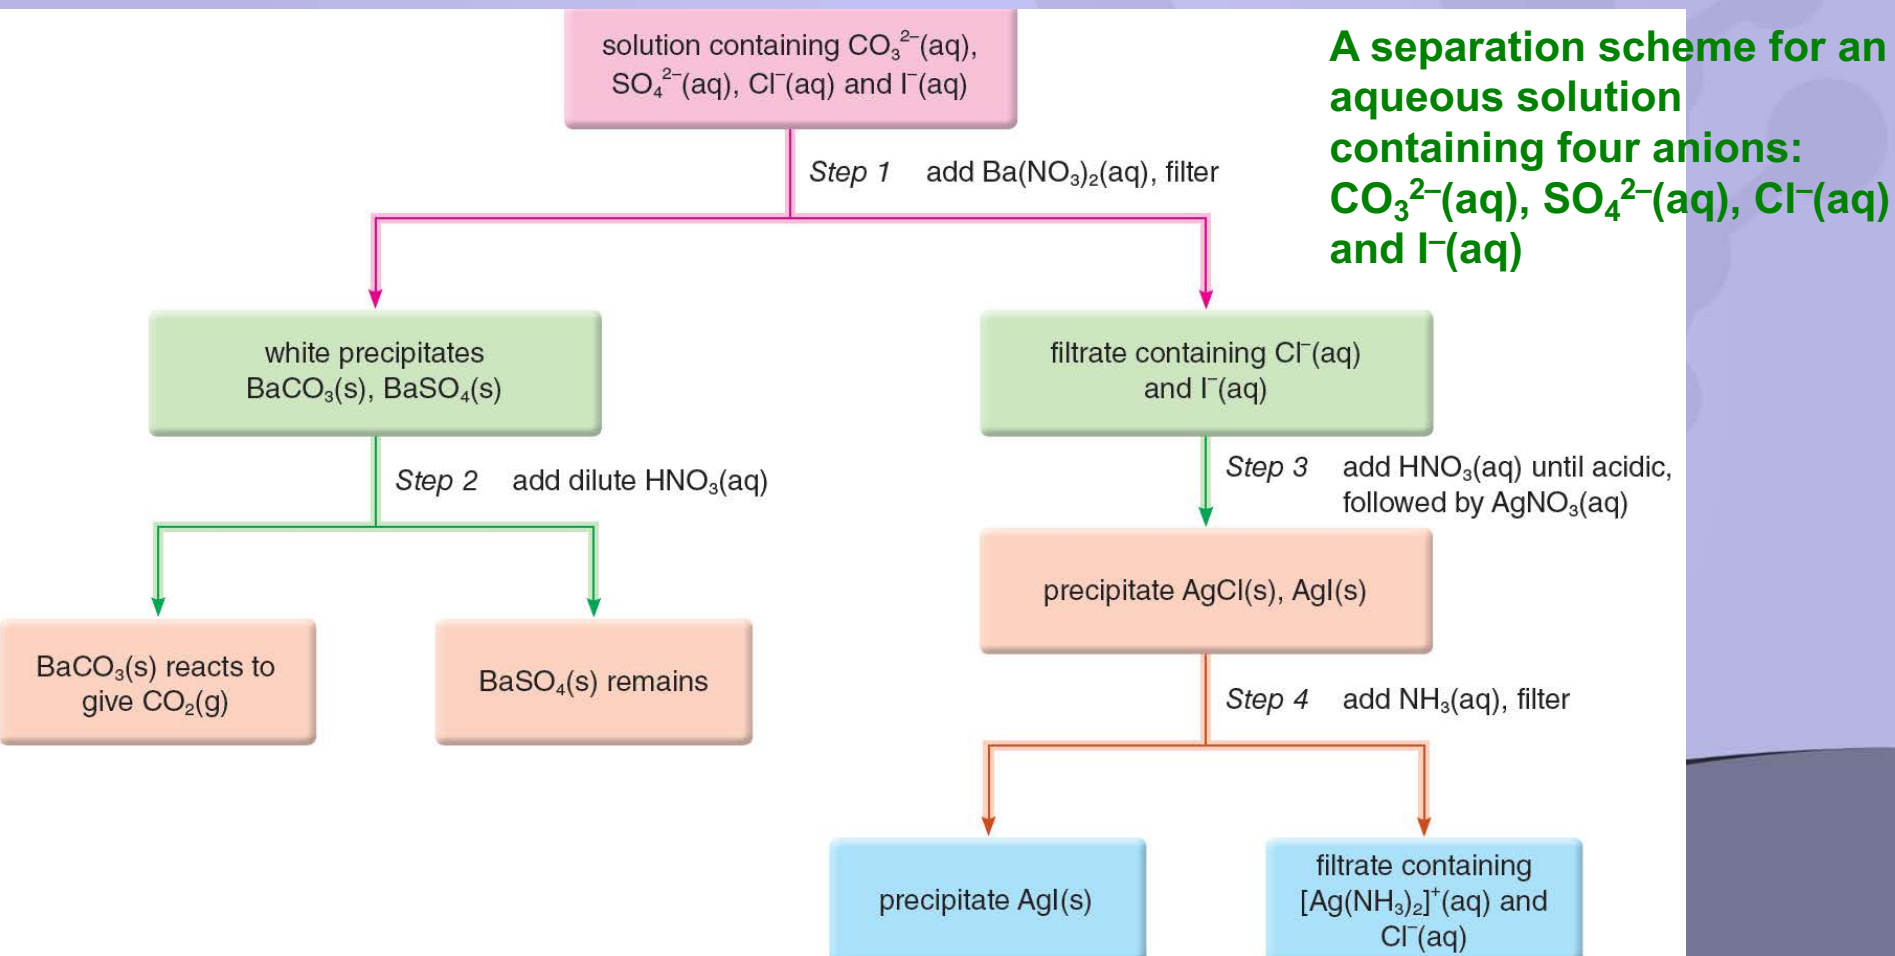 solution containing CO₃²⁻(aq),
SO₄²⁻(aq), Cl⁻(aq) and I⁻(aq)
A separation scheme for an
aqueous solution
containing four anions:
CO₃²⁻(aq), SO₄²⁻(aq), Cl⁻(aq)
and I⁻(aq)
Step 1 add Ba(NO₃)₂(aq), filter
white precipitates
BaCO₃(s), BaSO₄(s)
filtrate containing Cl⁻(aq)
and I⁻(aq)
Step 2 add dilute HNO₃(aq)
Step 3 add HNO₃(aq) until acidic,
followed by AgNO₃(aq)
BaCO₃(s) reacts to
give CO₂(g)
BaSO₄(s) remains
precipitate AgCl(s), AgI(s)
Step 4 add NH₃(aq), filter
precipitate AgI(s)
filtrate containing
[Ag(NH₃)₂]⁺(aq) and
Cl⁻(aq)